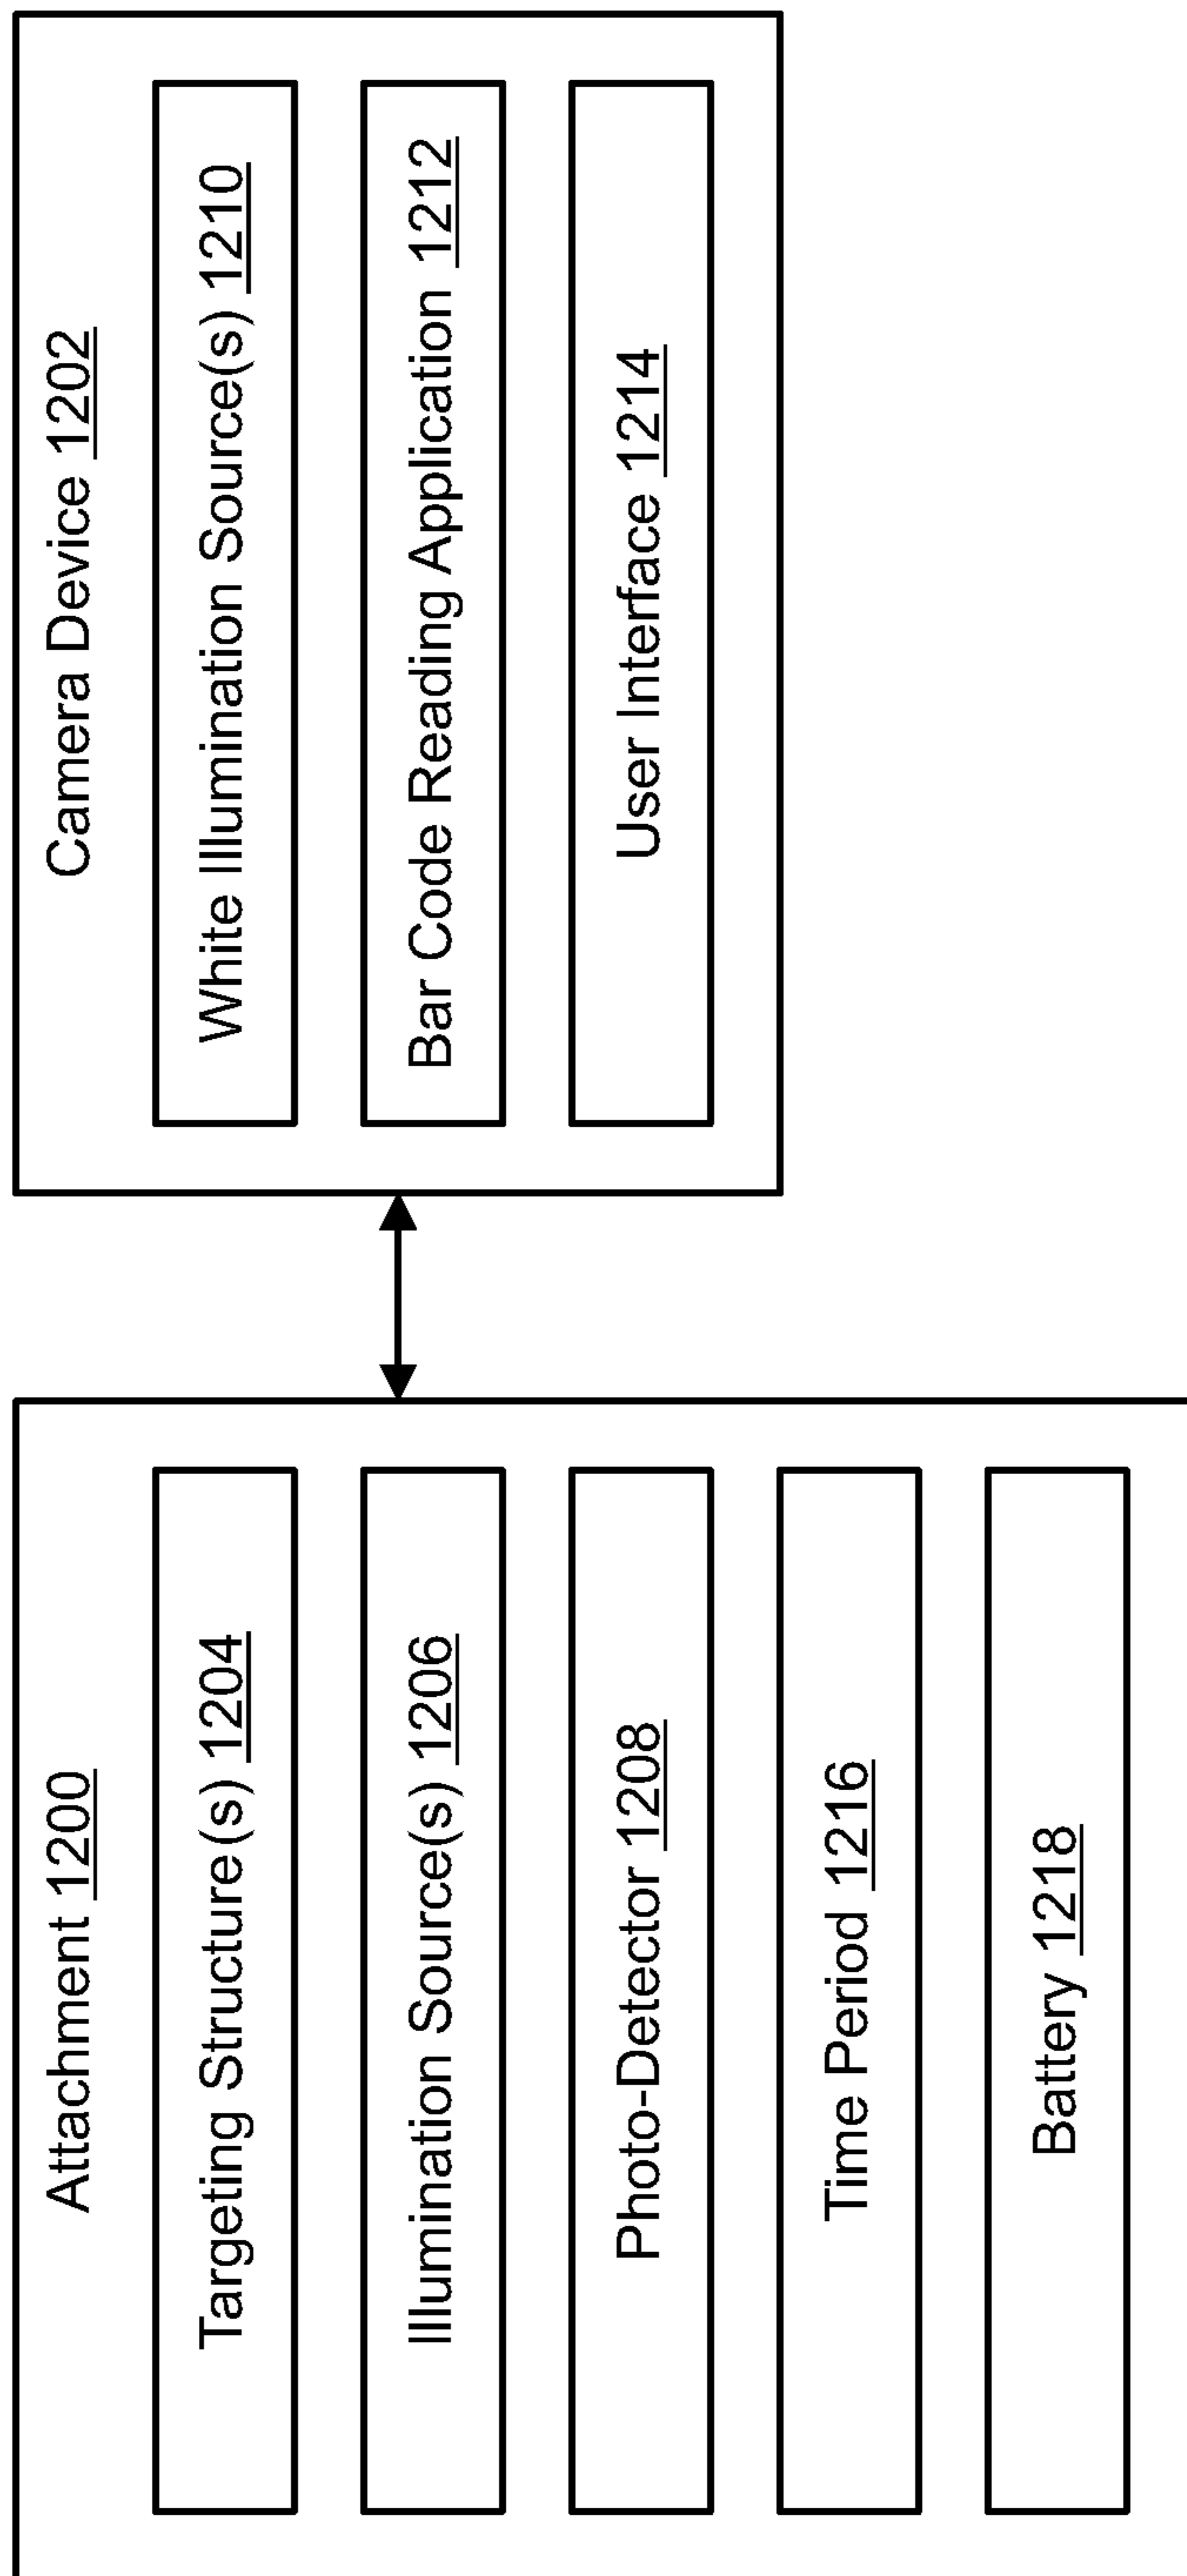 Attachment 1200
Targeting Structure(s) 1204
Illumination Source(s) 1206
Photo-Detector 1208
Time Period 1216
Battery 1218
Camera Device 1202
White Illumination Source(s) 1210
Bar Code Reading Application 1212
User Interface 1214